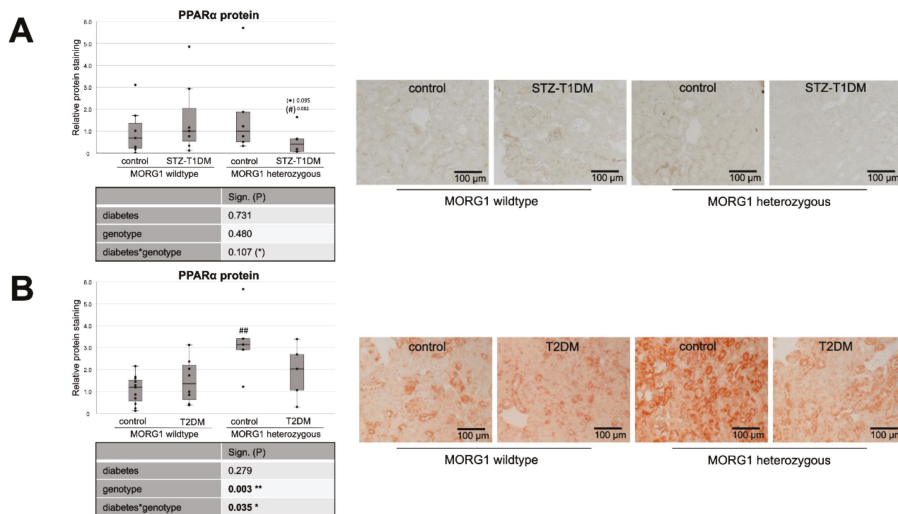 A
PPARα protein
Relative protein staining
6.0
5.0
4.0
3.0
2.0
1.0
0
(*) 0.095
control STZ-T1DM control STZ-T1DM
MORG1 wildtype MORG1 heterozygous
Sign. (P)
diabetes 0.731
genotype 0.480
diabetes*genotype 0.107 (*)
control STZ-T1DM control STZ-T1DM
100 µm 100 µm 100 µm 100 µm
MORG1 wildtype MORG1 heterozygous
B
PPARα protein
Relative protein staining
6.0
5.0
4.0
3.0
2.0
1.0
0.0
##
control T2DM control T2DM
MORG1 wildtype MORG1 heterozygous
Sign. (P)
diabetes 0.279
genotype 0.003 **
diabetes*genotype 0.035 *
control T2DM control T2DM
100 µm 100 µm 100 µm 100 µm
MORG1 wildtype MORG1 heterozygous